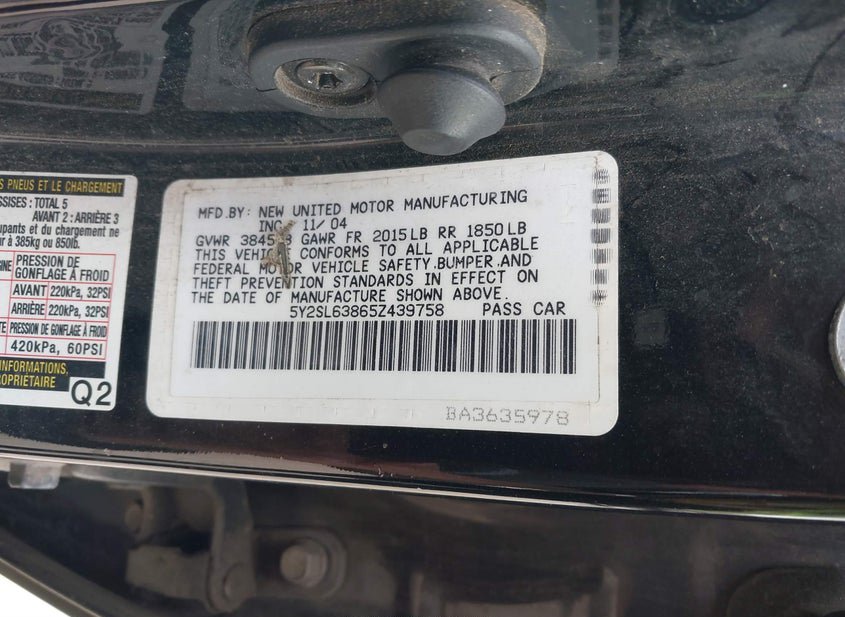 S PNEUS ET LE CHARGEMENT
SSISES : TOTAL 5
AVANT 2 : ARRIÈRE 3
upants et du chargement ne
r à 385kg ou 850lb.
PRESSION DE
GONFLAGE À FROID
AVANT 220kPa, 32PSI
ARRIÈRE 220kPa, 32PSI
PRESSION DE GONFLAGE À FROID
420kPa, 60PSI
INFORMATIONS,
ROPRIÉTAIRE
Q2
MFD.BY: NEW UNITED MOTOR MANUFACTURING
INC. 11/04
GVWR GAWR FR 2015LB RR 1850LB
THIS VEHICLE CONFORMS TO ALL APPLICABLE
FEDERAL MOTOR VEHICLE SAFETY.BUMPER.AND
THEFT PREVENTION STANDARDS IN EFFECT ON
THE DATE OF MANUFACTURE SHOWN ABOVE.
5Y2SL63865Z439758 PASS CAR
BA3635978